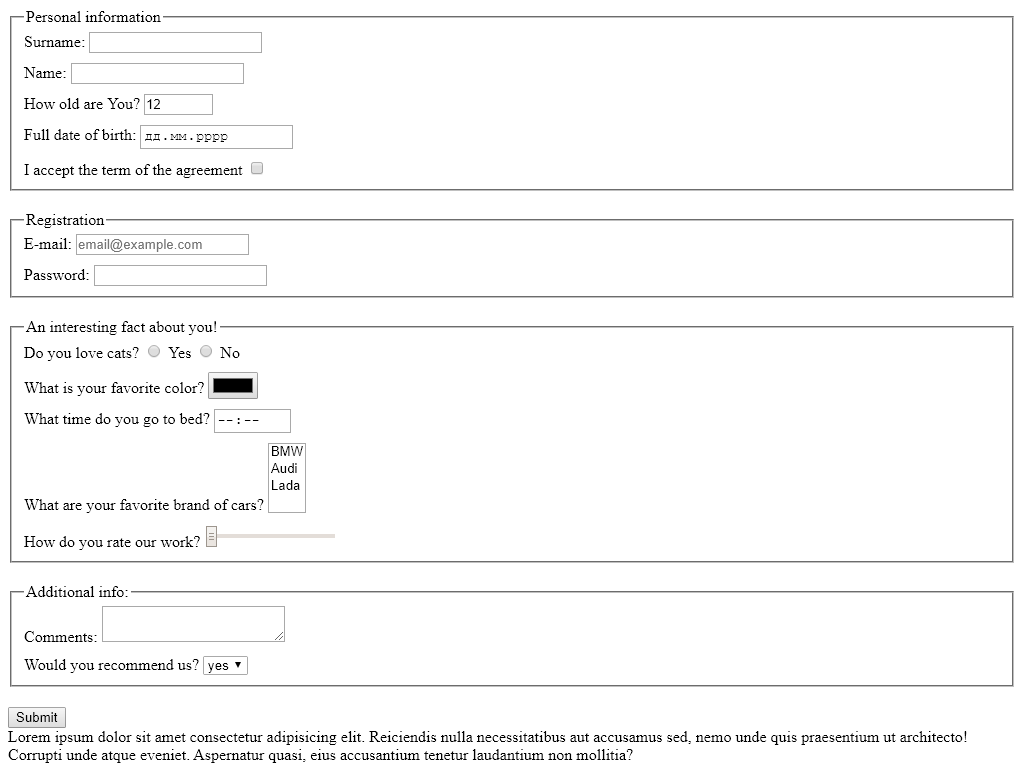 Personal information
Surname:
Name:
How old are You? 12
Full date of birth: дд.мм.рррр
I accept the term of the agreement
Registration
E-mail: email@example.com
Password:
An interesting fact about you!
Do you love cats? Yes No
What is your favorite color?
What time do you go to bed? --:--
BMW
Audi
Lada
What are your favorite brand of cars?
How do you rate our work?
Additional info:
Comments:
Would you recommend us? yes
Submit
Lorem ipsum dolor sit amet consectetur adipisicing elit. Reiciendis nulla necessitatibus aut accusamus sed, nemo unde quis praesentium ut architecto!
Corrupti unde atque eveniet. Aspernatur quasi, eius accusantium tenetur laudantium non mollitia?